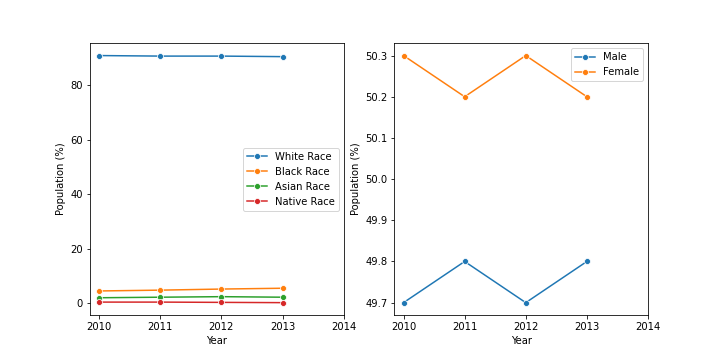 80
60
40
20
0
2010 2011 2012 2013 2014
Year
Population (%)
White Race
Black Race
Asian Race
Native Race
50.3
50.2
50.1
50.0
49.9
49.8
49.7
2010 2011 2012 2013 2014
Year
Population (%)
Male
Female